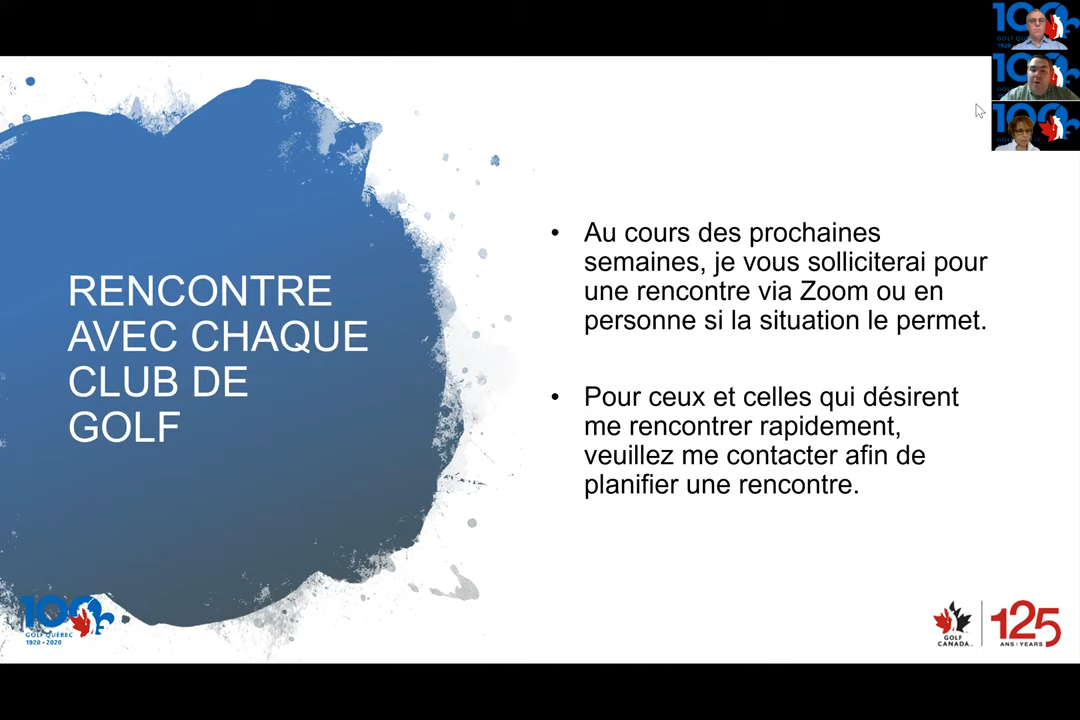 RENCONTRE
AVEC CHAQUE
CLUB DE
GOLF
• Au cours des prochaines
semaines, je vous solliciterai pour
une rencontre via Zoom ou en
personne si la situation le permet.
• Pour ceux et celles qui désirent
me rencontrer rapidement,
veuillez me contacter afin de
planifier une rencontre.
100
GOLF QUÉBEC
1920 • 2020
GOLF
CANADA
125
ANS | YEARS